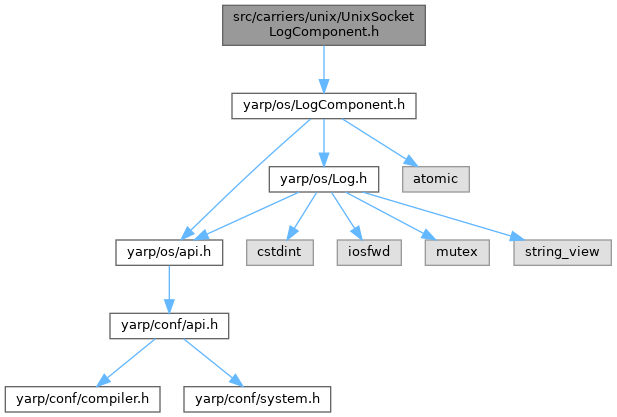 src/carriers/unix/UnixSocket
LogComponent.h
yarp/os/LogComponent.h
yarp/os/Log.h
atomic
yarp/os/api.h
cstdint
iosfwd
mutex
string_view
yarp/conf/api.h
yarp/conf/compiler.h
yarp/conf/system.h